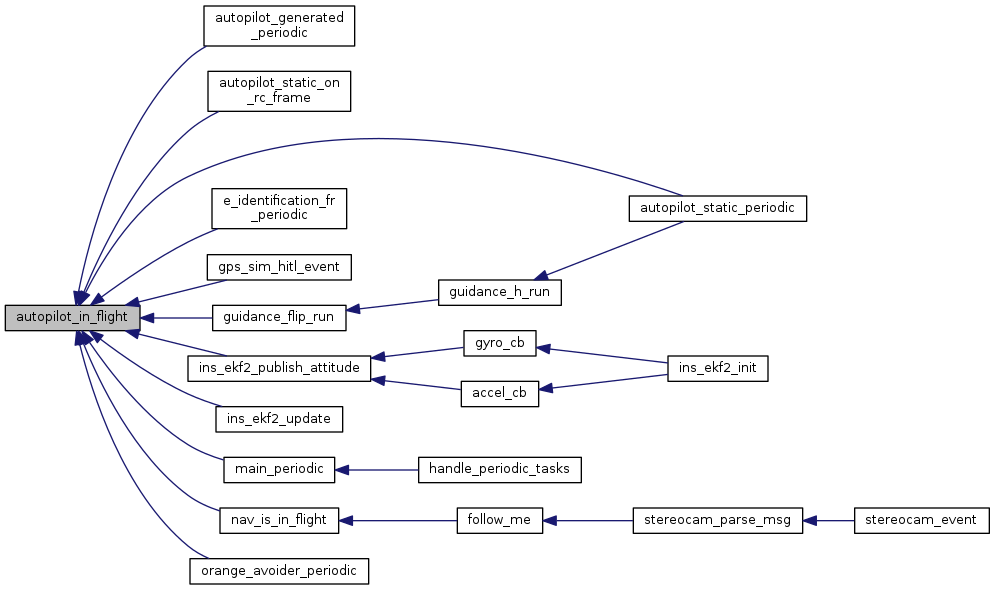 autopilot_generated
_periodic
autopilot_static_on
_rc_frame
e_identification_fr
_periodic
autopilot_static_periodic
gps_sim_hitl_event
guidance_h_run
autopilot_in_flight
guidance_flip_run
gyro_cb
ins_ekf2_publish_attitude
ins_ekf2_init
accel_cb
ins_ekf2_update
main_periodic
handle_periodic_tasks
nav_is_in_flight
follow_me
stereocam_parse_msg
stereocam_event
orange_avoider_periodic